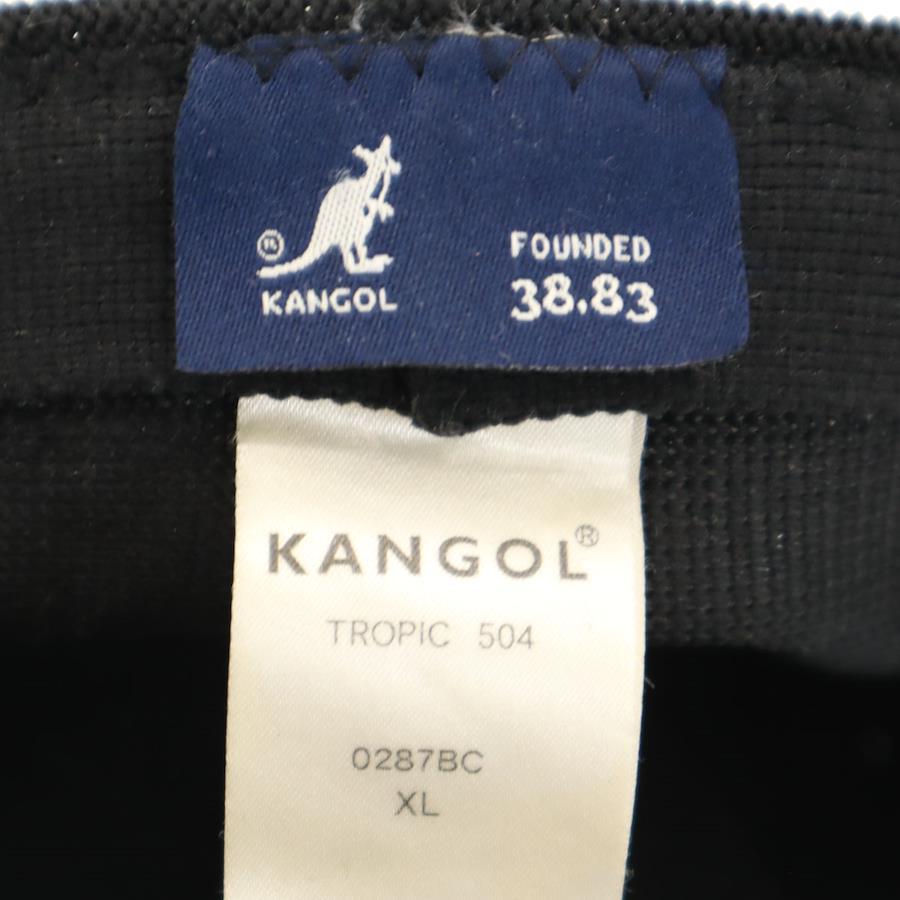 ®
KANGOL
FOUNDED
38.83
KANGOL®
TROPIC 504
0287BC
XL